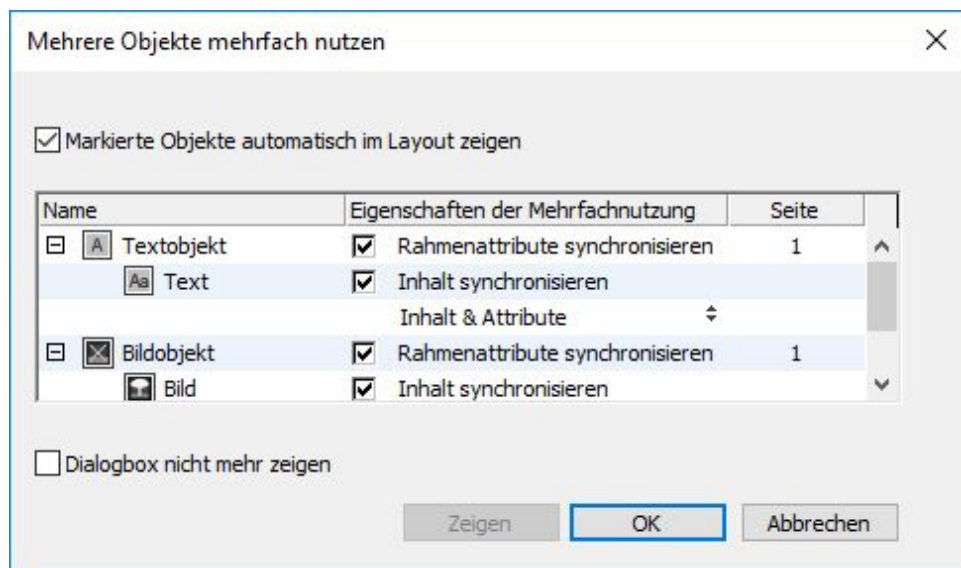 Mehrere Objekte mehrfach nutzen
Markierte Objekte automatisch im Layout zeigen
Name Eigenschaften der Mehrfachnutzung Seite
A Textobjekt Rahmenattribute synchronisieren 1
Aa Text Inhalt synchronisieren
Inhalt & Attribute
Bildobjekt Rahmenattribute synchronisieren 1
Bild Inhalt synchronisieren
Dialogbox nicht mehr zeigen
Zeigen OK Abbrechen